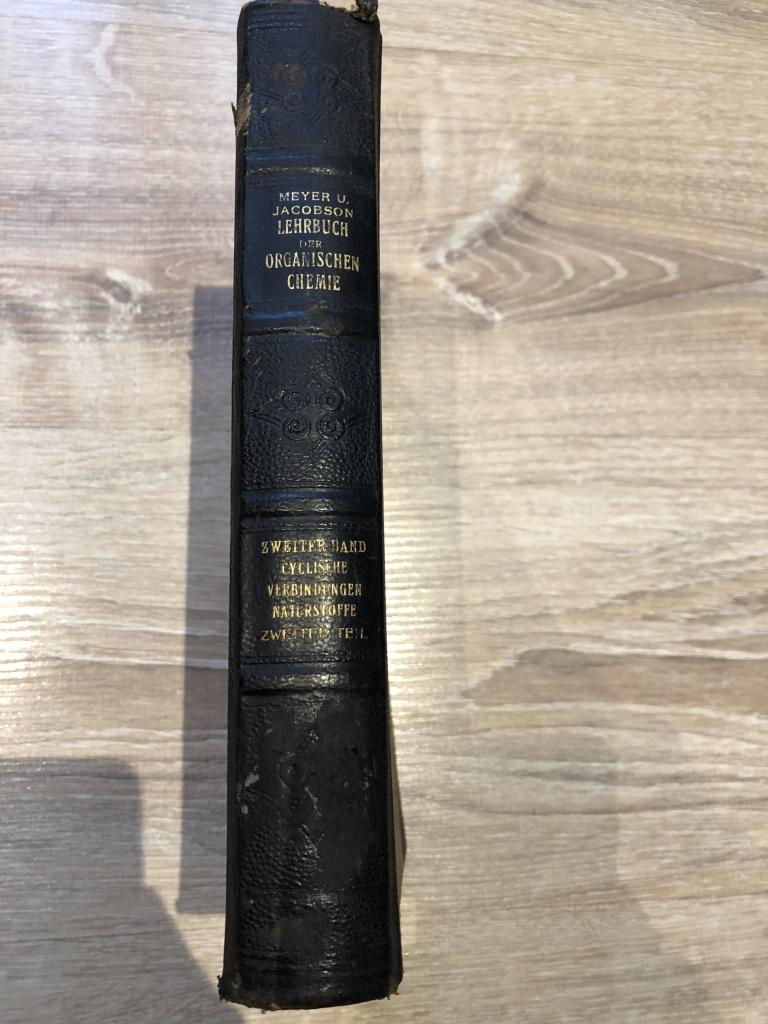 MEYER U.
JACOBSON
LEHRBUCH
DER
ORGANISCHEN
CHEMIE
ZWEITER BAND
CYCLISCHE
VERBINDUNGEN
NATURSTOFFE
ZWEITER TEIL